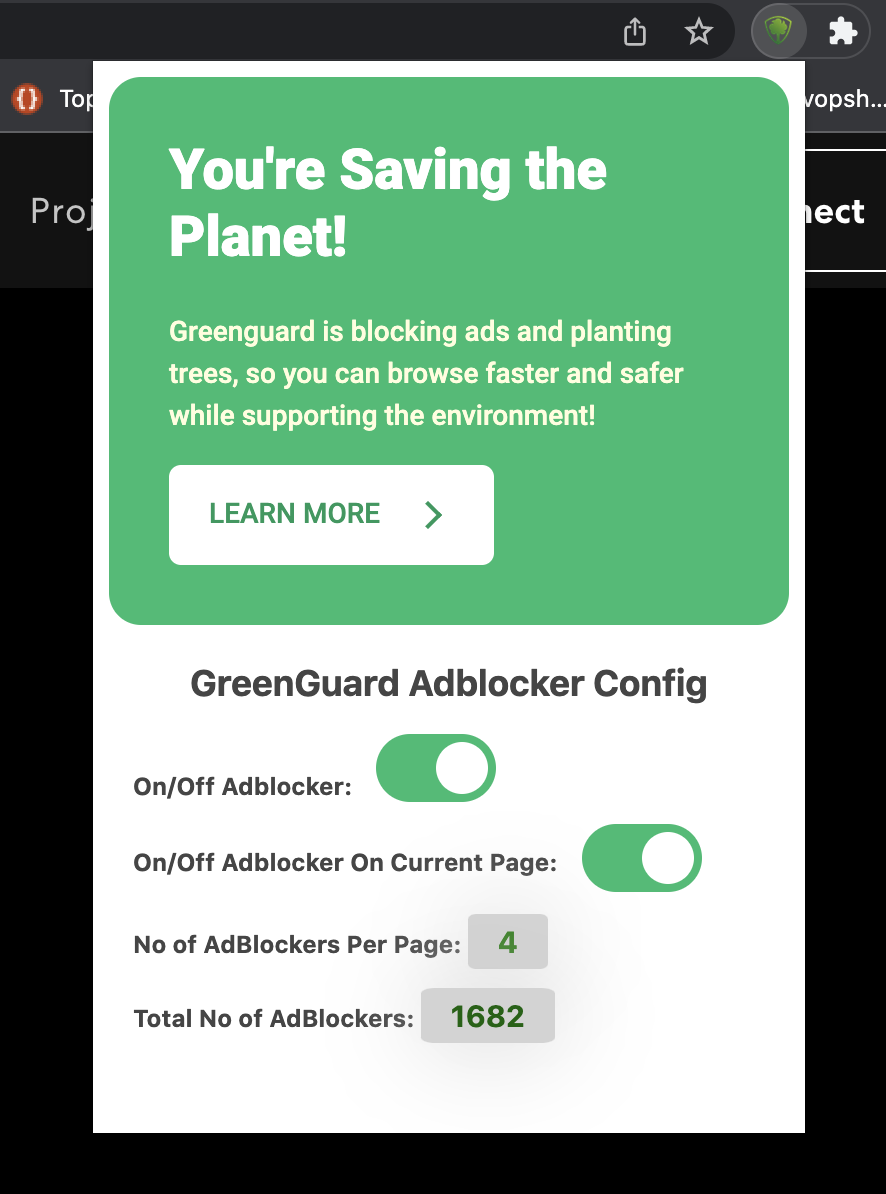 Top
vopsh...
Proj
nect
You're Saving the
Planet!
Greenguard is blocking ads and planting
trees, so you can browse faster and safer
while supporting the environment!
LEARN MORE
GreenGuard Adblocker Config
On/Off Adblocker:
On/Off Adblocker On Current Page:
No of AdBlockers Per Page: 4
Total No of AdBlockers: 1682